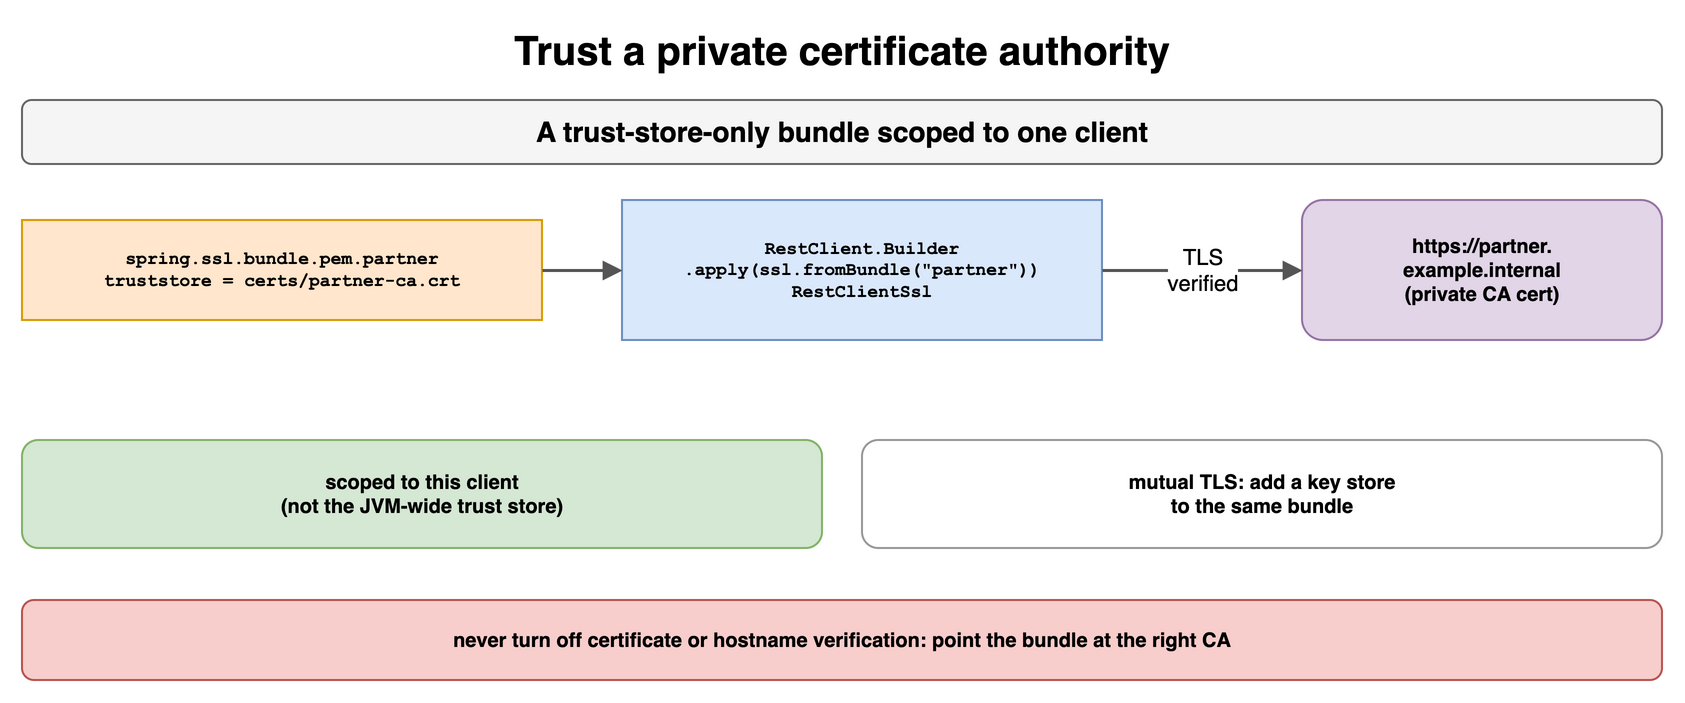 Trust a private certificate authority
A trust-store-only bundle scoped to one client
spring.ssl.bundle.pem.partner
truststore = certs/partner-ca.crt
RestClient.Builder
.apply(ssl.fromBundle("partner"))
RestClientSsl
TLS
verified
https://partner.
example.internal
(private CA cert)
scoped to this client
(not the JVM-wide trust store)
mutual TLS: add a key store
to the same bundle
never turn off certificate or hostname verification: point the bundle at the right CA